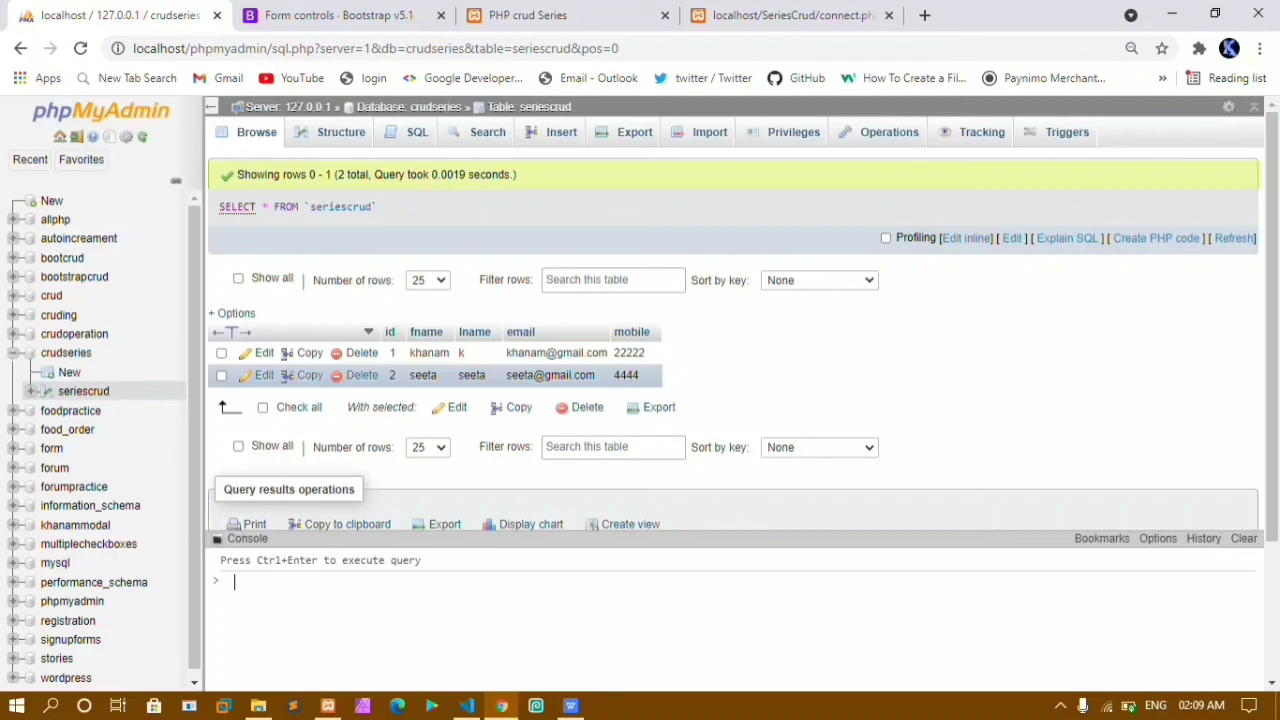 localhost / 127.0.0.1 / crudseries
Form controls · Bootstrap v5.1
PHP crud Series
localhost/SeriesCrud/connect.ph
localhost/phpmyadmin/sql.php?server=1&db=crudseries&table=seriescrud&pos=0
Apps New Tab Search Gmail YouTube login Google Developer... Email - Outlook twitter / Twitter GitHub How To Create a Fil... Paynimo Merchant... » Reading list
phpMyAdmin
Recent Favorites
New
allphp
autoincreament
bootcrud
bootstrapcrud
crud
cruding
crudoperation
crudseries
New
seriescrud
foodpractice
food_order
form
forum
forumpractice
information_schema
khanammodal
multiplecheckboxes
mysql
performance_schema
phpmyadmin
registration
signupforms
stories
wordpress
Server: 127.0.0.1 » Database: crudseries » Table: seriescrud
Browse Structure SQL Search Insert Export Import Privileges Operations Tracking Triggers
Showing rows 0 - 1 (2 total, Query took 0.0019 seconds.)
SELECT * FROM `seriescrud`
Profiling [Edit inline] [ Edit ] [ Explain SQL ] [ Create PHP code ] [ Refresh]
Show all | Number of rows: 25 Filter rows: Search this table Sort by key: None
+ Options
←T→ id fname lname email mobile
Edit Copy Delete 1 khanam k khanam@gmail.com 22222
Edit Copy Delete 2 seeta seeta seeta@gmail.com 4444
Check all With selected: Edit Copy Delete Export
Show all | Number of rows: 25 Filter rows: Search this table Sort by key: None
Query results operations
Print Copy to clipboard Export Display chart Create view
Console Bookmarks Options History Clear
Press Ctrl+Enter to execute query
>
ENG 02:09 AM